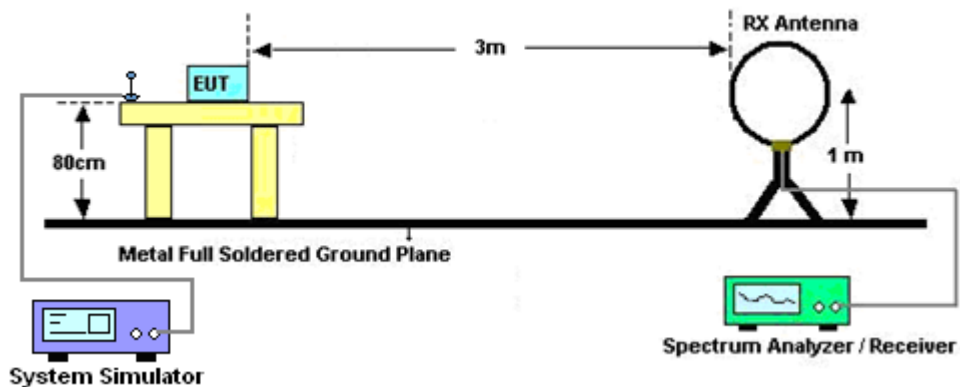 RX Antenna
3m
EUT
80cm
1 m
Metal Full Soldered Ground Plane
System Simulator
Spectrum Analyzer / Receiver